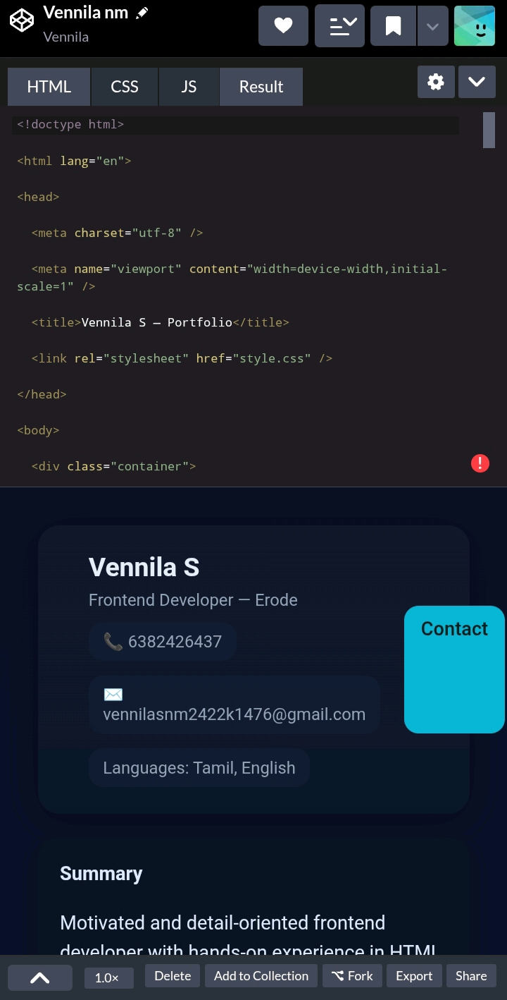 Vennila nm
Vennila
HTML CSS JS Result
<!doctype html>
<html lang="en">
<head>
<meta charset="utf-8" />
<meta name="viewport" content="width=device-width,initial-
scale=1" />
<title>Vennila S — Portfolio</title>
<link rel="stylesheet" href="style.css" />
</head>
<body>
<div class="container">
Vennila S
Frontend Developer — Erode
📞 6382426437
Contact
✉️
vennilasnm2422k1476@gmail.com
Languages: Tamil, English
Summary
Motivated and detail-oriented frontend
developer with hands-on experience in HTML
1.0× Delete Add to Collection Fork Export Share